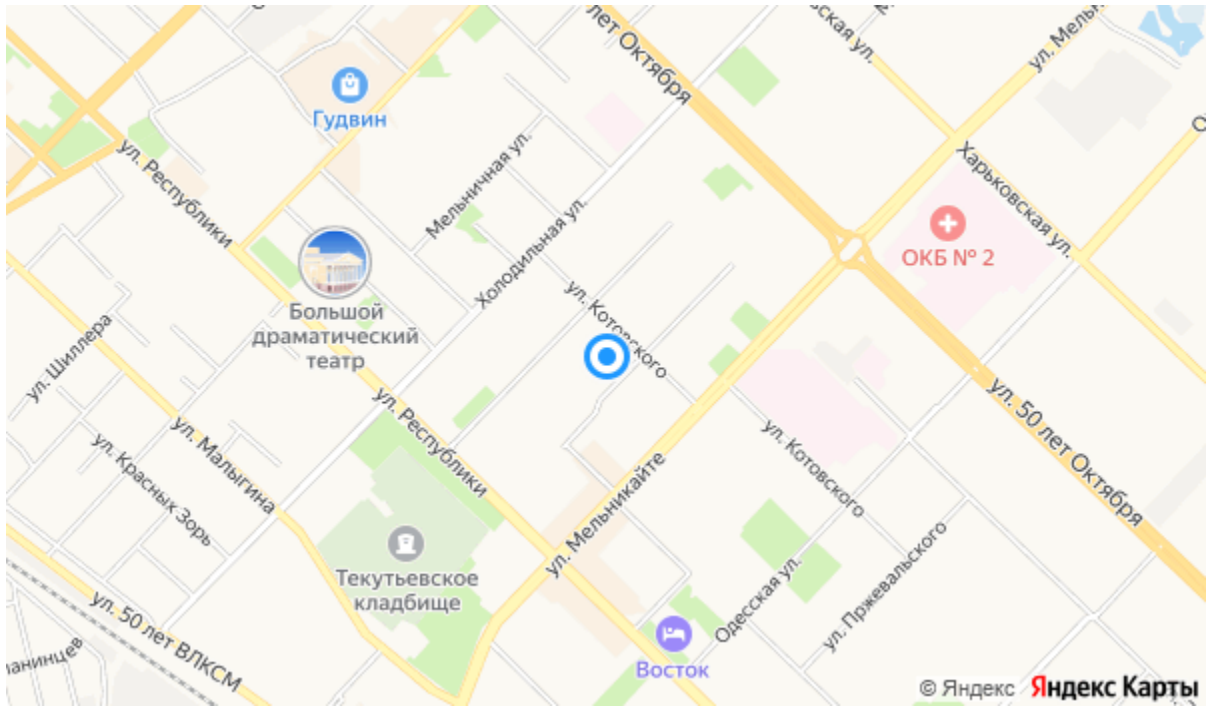 лет Октября
ская ул.
ул. Мельн
Гудвин
ул. Республики
Мельничная ул.
Холодильная ул.
Харьковская ул.
ОКБ № 2
Большой
драматический
театр
ул. Котовского
ул. Шиллера
ул. Малыгина
ул. Республики
ул. Красных Зорь
ул. 50 лет Октября
ул. Котовского
ул. Мельникайте
Текутьевское
кладбище
ул. Пржевальского
Одесская ул.
ул. 50 лет ВЛКСМ
панинцев
Восток
© Яндекс Яндекс Карты